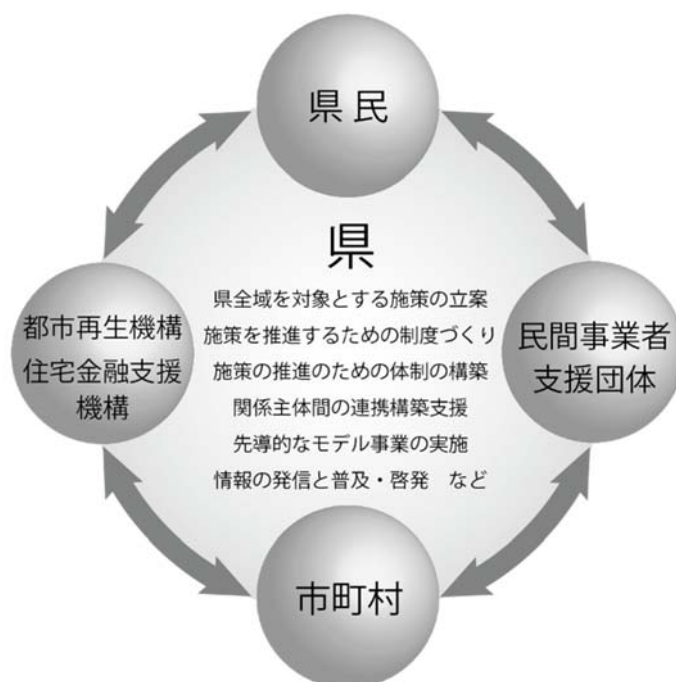 県民
県
県全域を対象とする施策の立案
施策を推進するための制度づくり
施策の推進のための体制の構築
関係主体間の連携構築支援
先導的なモデル事業の実施
情報の発信と普及・啓発　など
都市再生機構
住宅金融支援
機構
民間事業者
支援団体
市町村